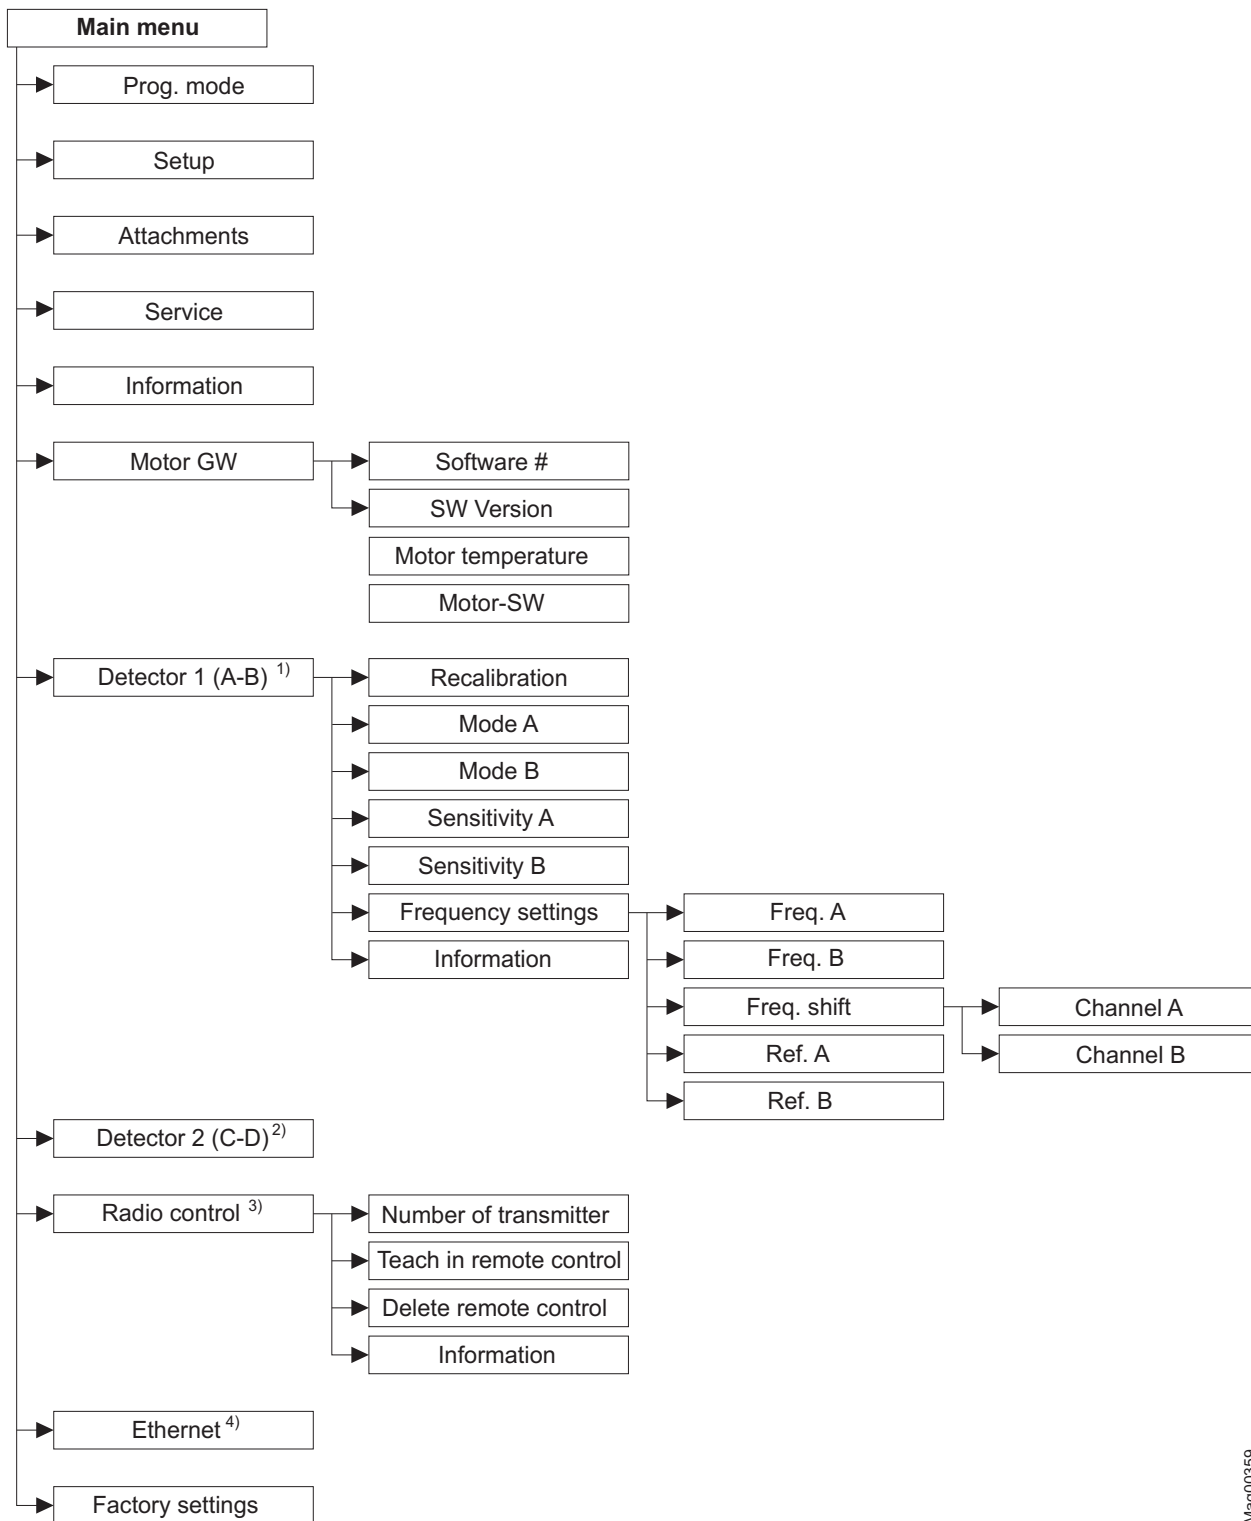 Main menu
Prog. mode
Setup
Attachments
Service
Information
Motor GW
Software #
SW Version
Motor temperature
Motor-SW
Detector 1 (A-B) 1)
Recalibration
Mode A
Mode B
Sensitivity A
Sensitivity B
Frequency settings
Freq. A
Freq. B
Freq. shift
Channel A
Channel B
Ref. A
Ref. B
Information
Detector 2 (C-D) 2)
Radio control 3)
Number of transmitter
Teach in remote control
Delete remote control
Information
Ethernet 4)
Factory settings
Mag00359